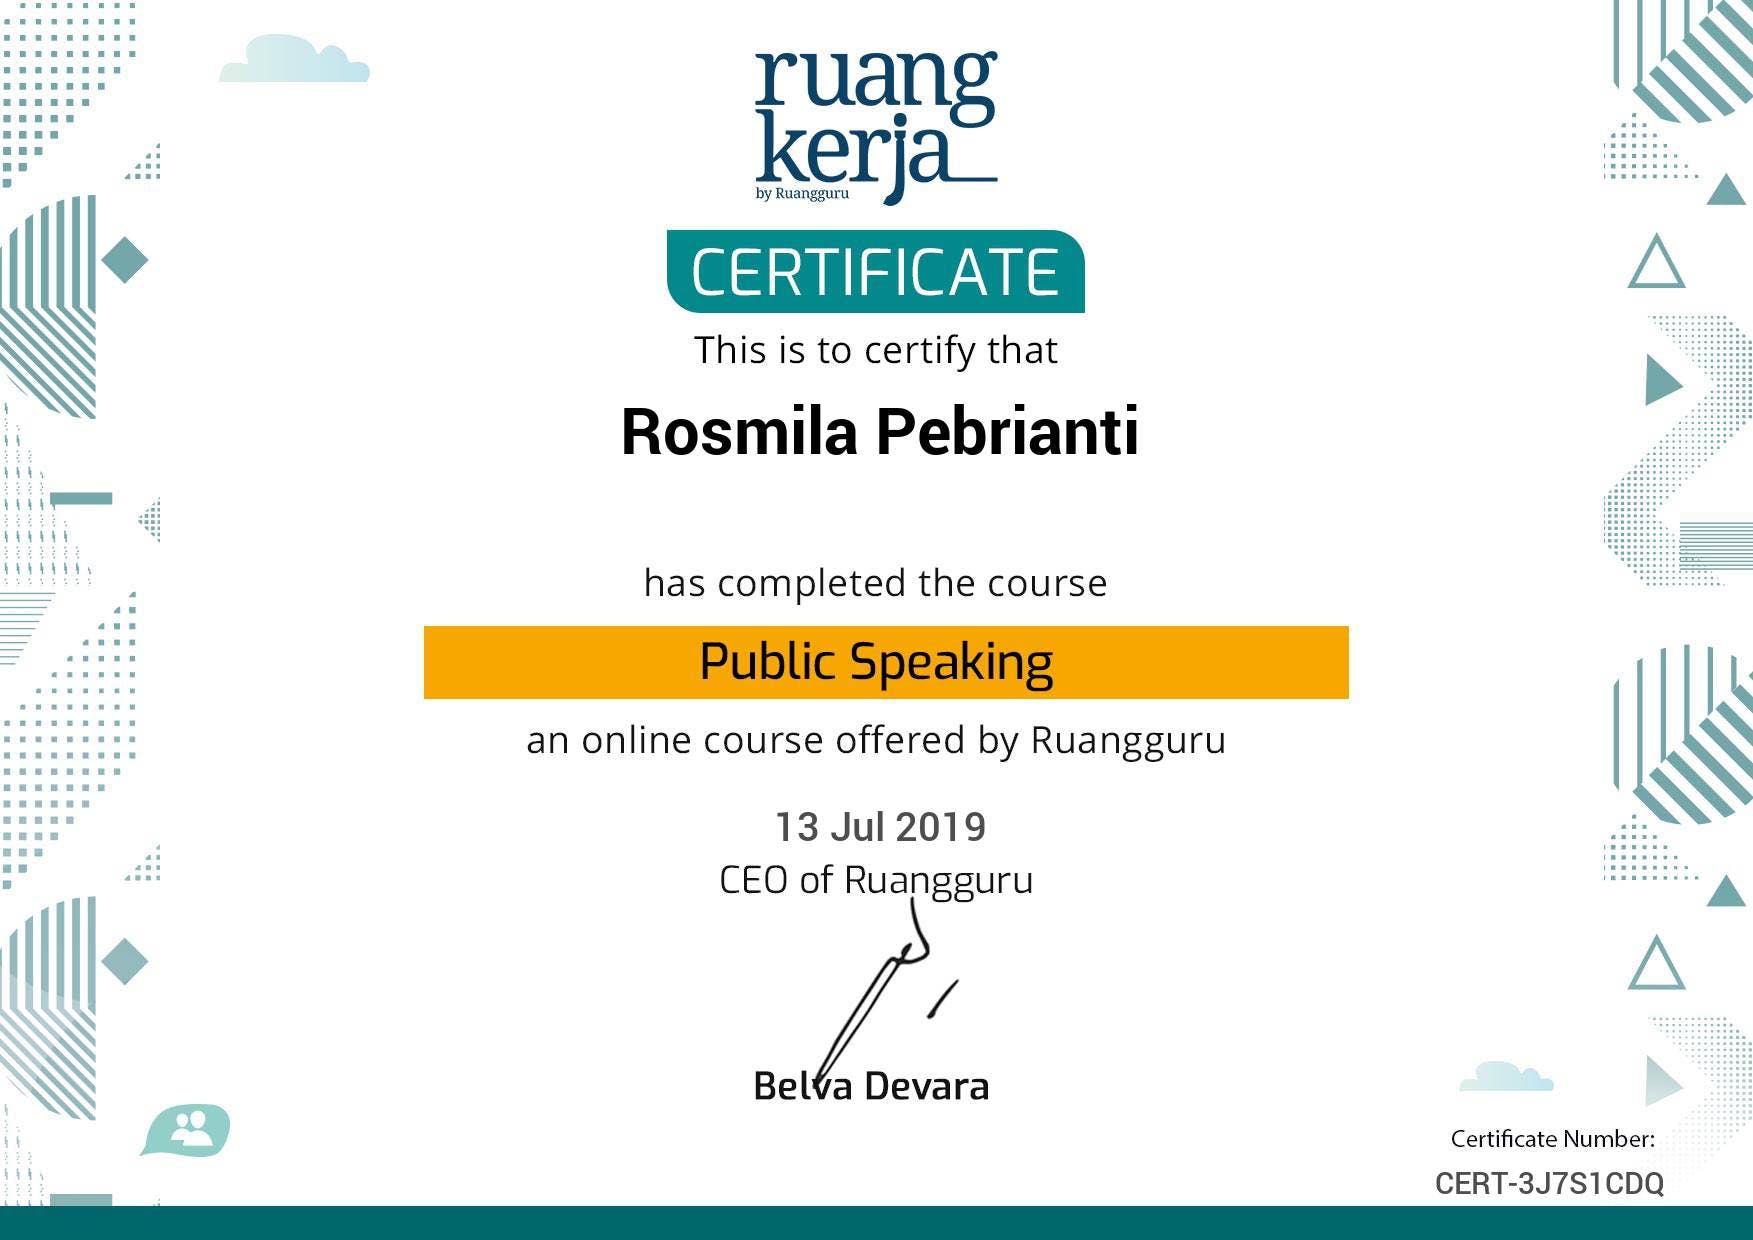 ruang
kerja_
by Ruangguru
CERTIFICATE
This is to certify that
Rosmila Pebrianti
has completed the course
Public Speaking
an online course offered by Ruangguru
13 Jul 2019
CEO of Ruangguru
Belva Devara
Certificate Number:
CERT-3J7S1CDQ